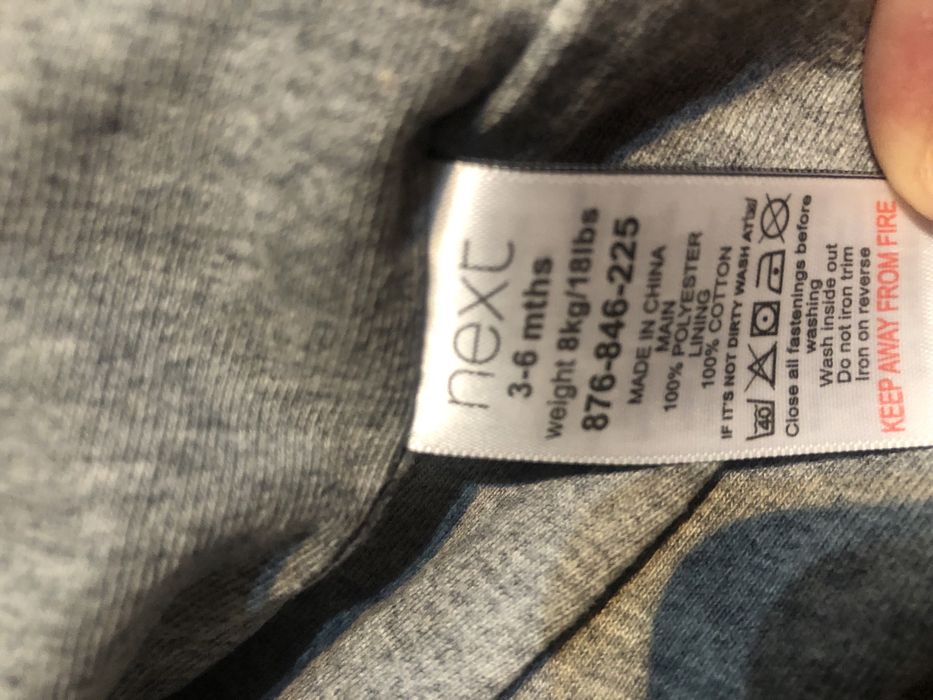 next
3-6 mths
weight 8kg/18lbs
876-846-225
MADE IN CHINA
MAIN
100% POLYESTER
LINING
100% COTTON
IF IT'S NOT DIRTY WASH AT
40
Close all fastenings before
washing
Wash inside out
Do not iron trim
Iron on reverse
KEEP AWAY FROM FIRE